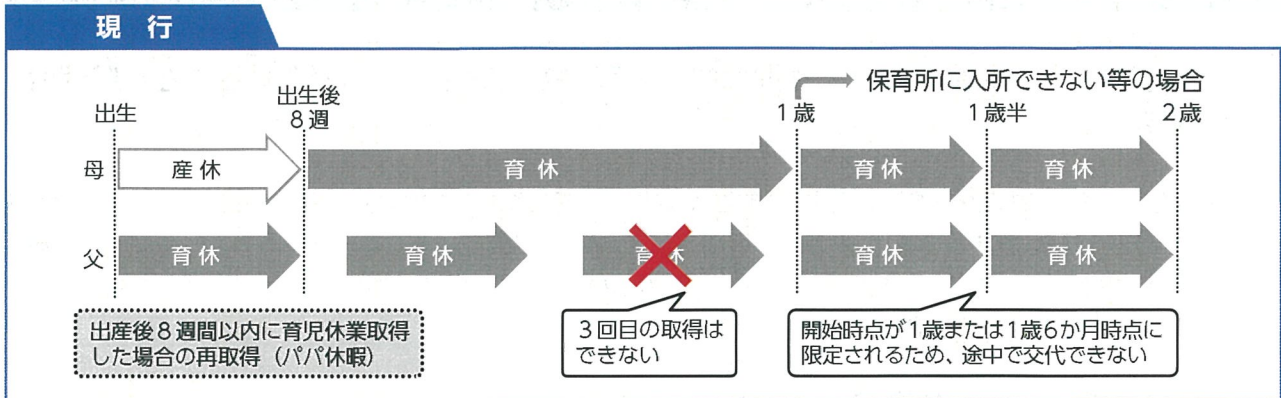 現行
保育所に入所できない等の場合
出生
出生後
8週
1歳
1歳半
2歳
母
産休
育休
育休
育休
父
育休
育休
育休
育休
育休
出産後8週間以内に育児休業取得
した場合の再取得（パパ休暇）
3回目の取得は
できない
開始時点が1歳または1歳6か月時点に
限定されるため、途中で交代できない